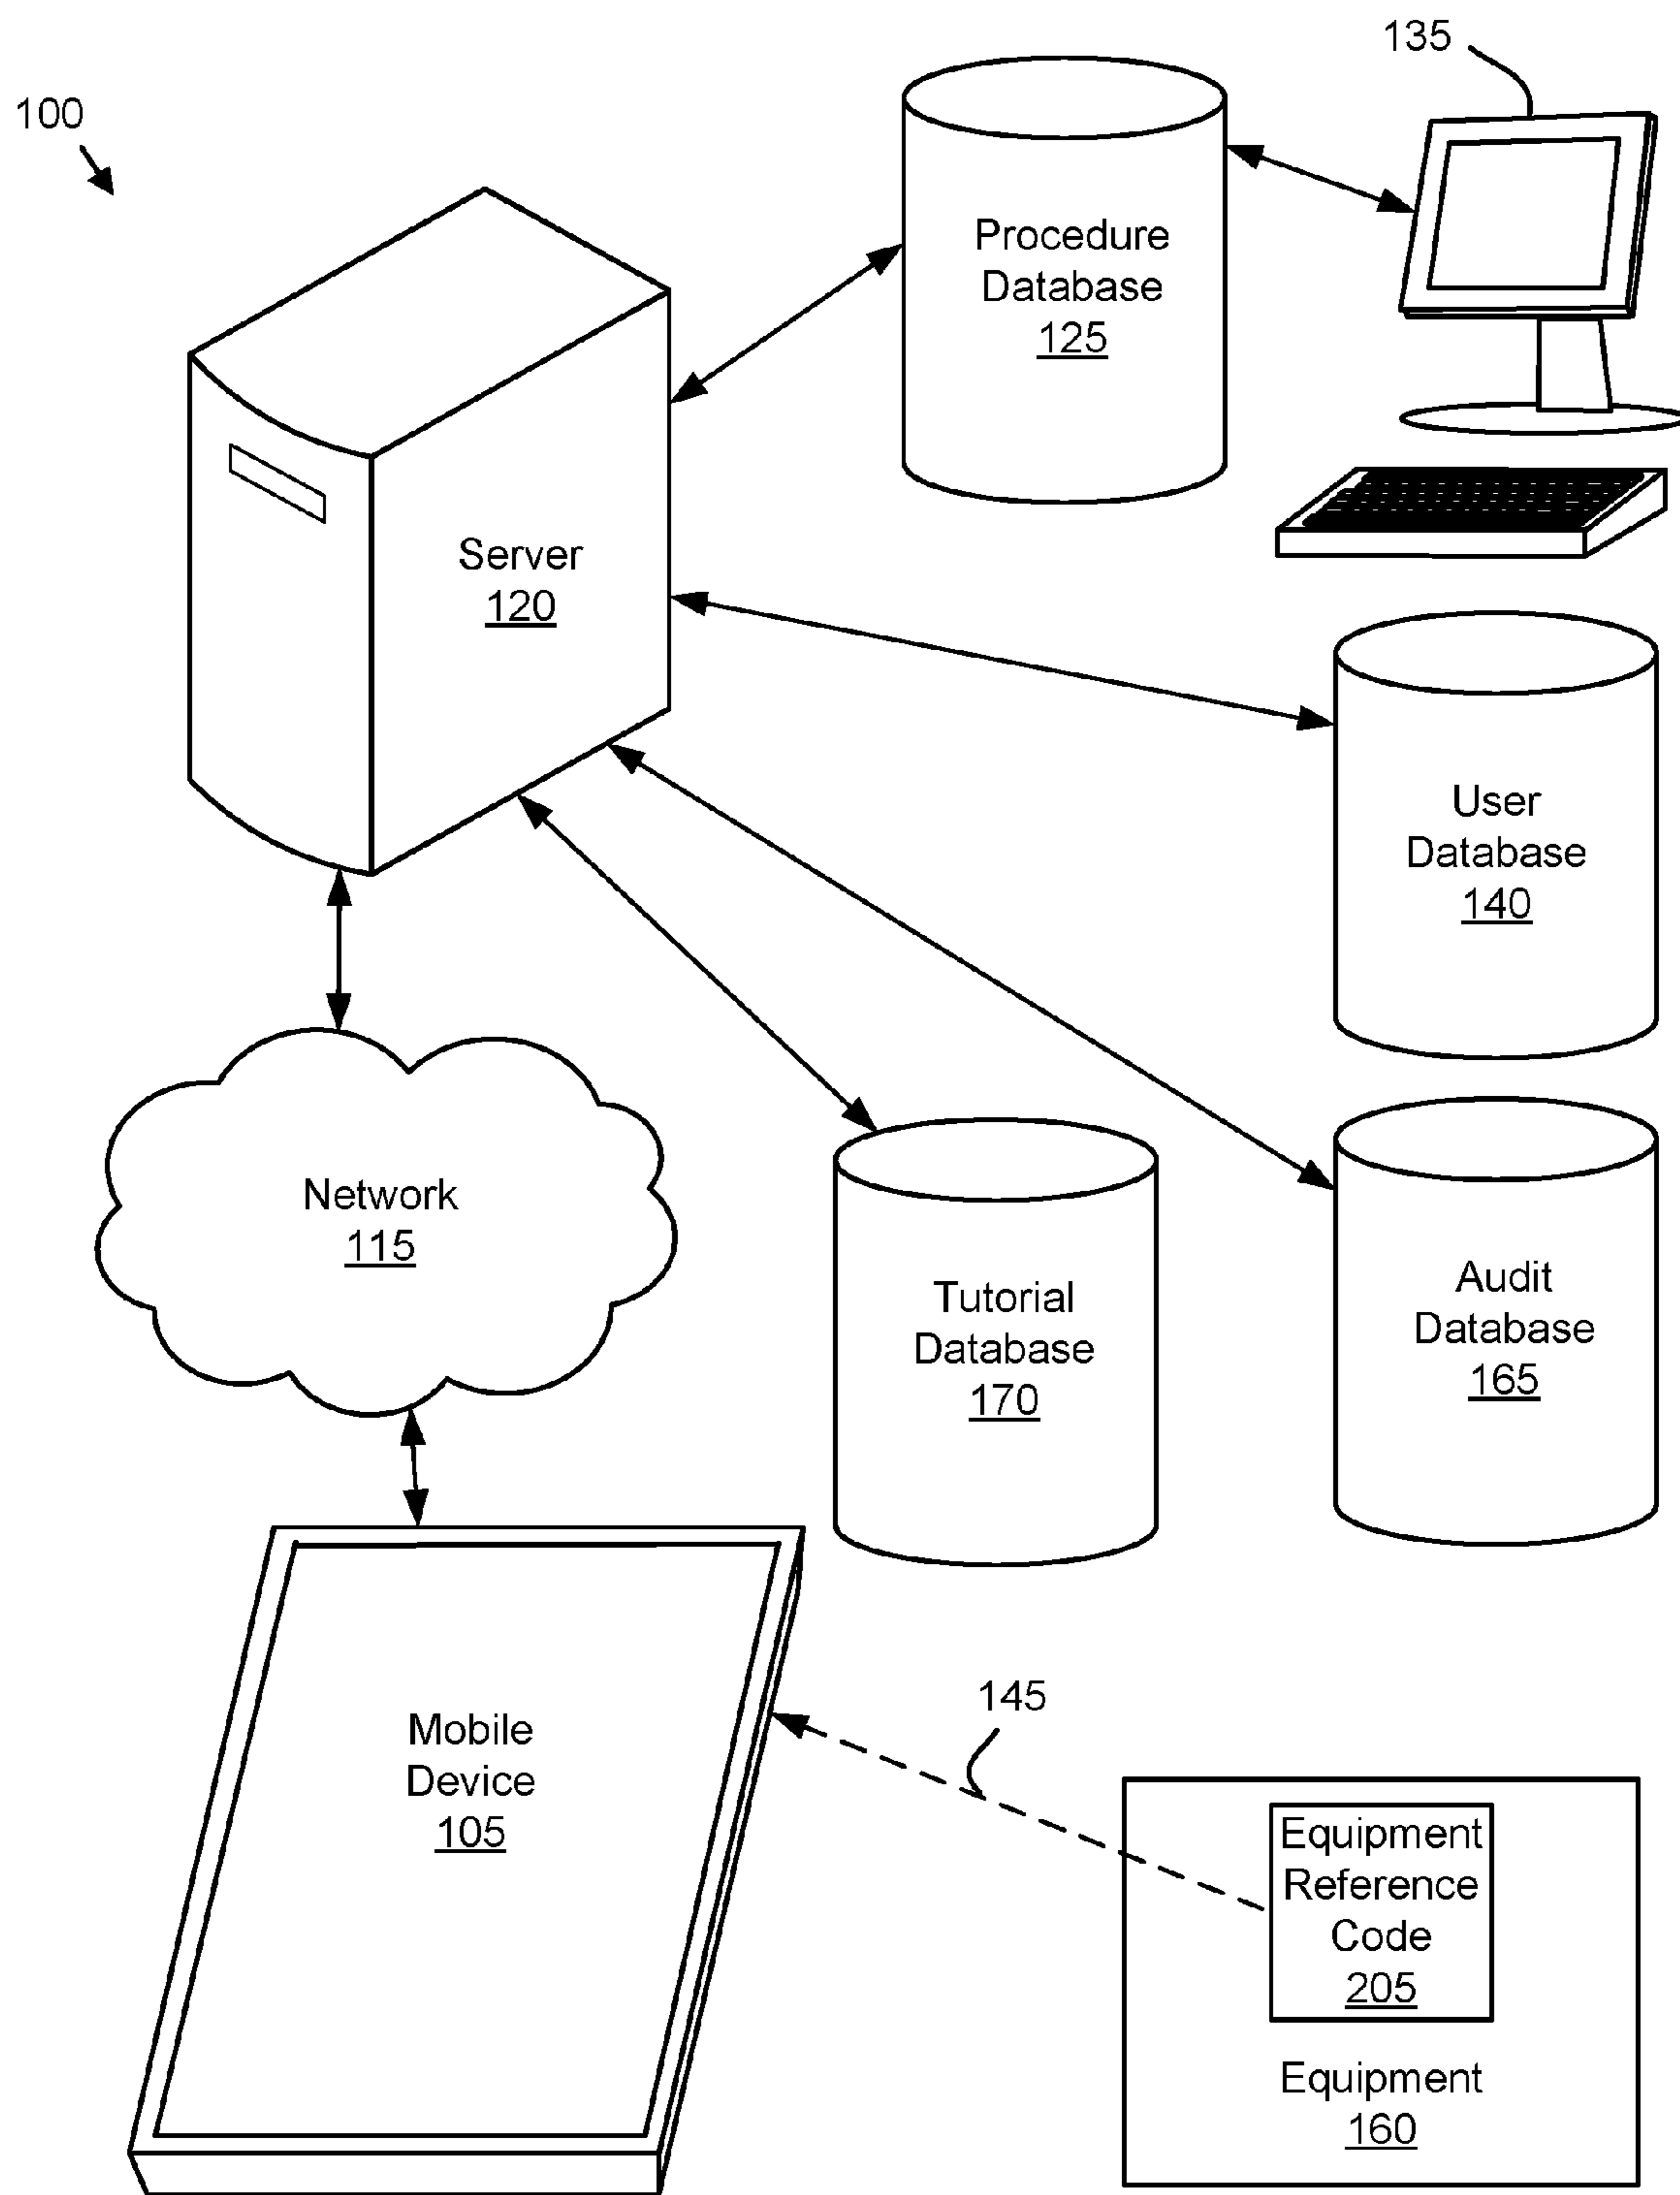 135
100
Procedure
Database
125
Server
120
User
Database
140
Network
115
Tutorial
Database
170
Audit
Database
165
145
Mobile
Device
105
Equipment
Reference
Code
205
Equipment
160